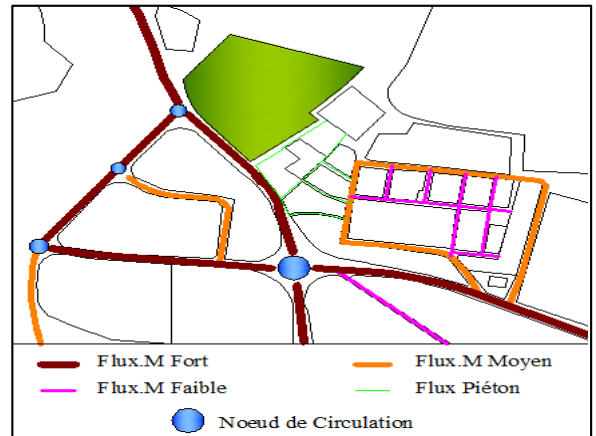 Flux.M Fort
Flux.M Moyen
Flux.M Faible
Flux Piéton
Noeud de Circulation